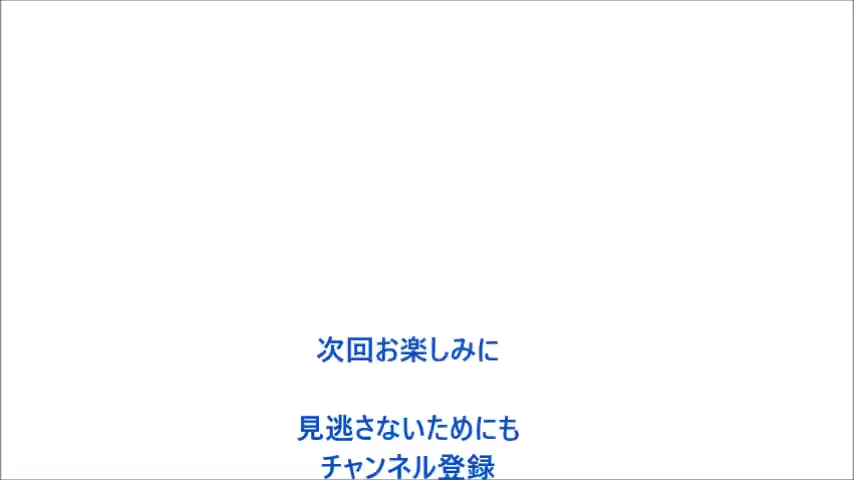 次回お楽しみに
見逃さないためにも
チャンネル登録